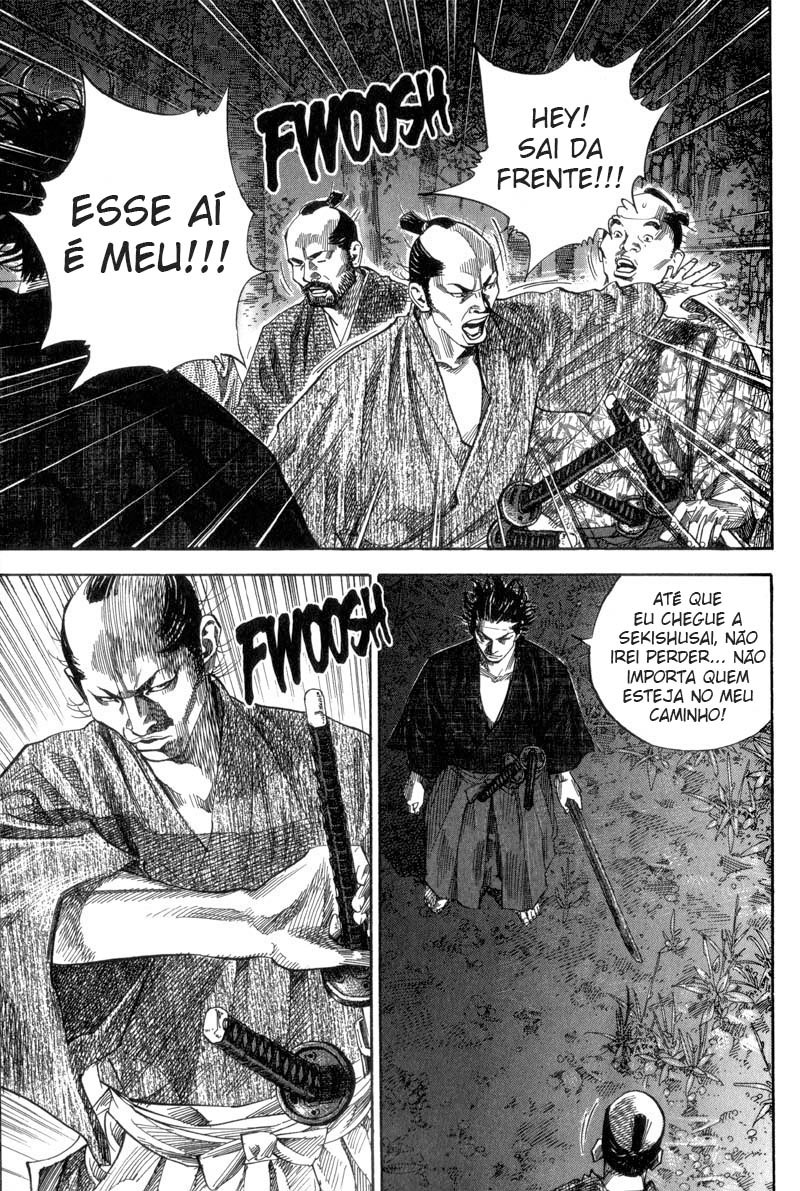 HEY!
SAI DA
FRENTE!!!
FWOOSH
ESSE AÍ
É MEU!!!
ATÉ QUE
EU CHEGUE A
SEKISHUSAI, NÃO
IREI PERDER... NÃO
IMPORTA QUEM
ESTEJA NO MEU
CAMINHO!
FWOOSH